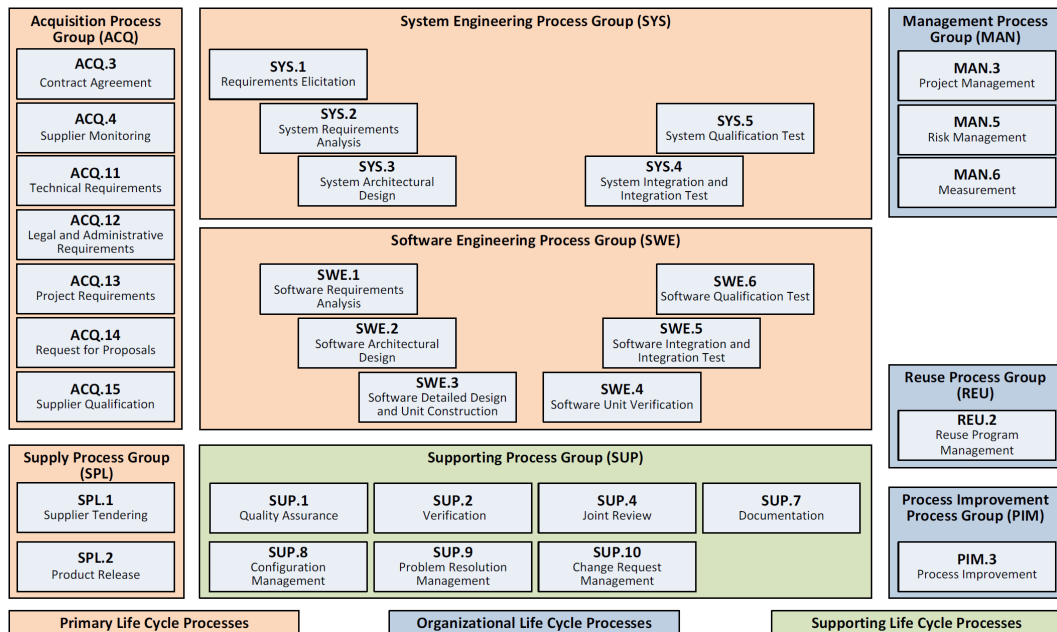 Acquisition Process
Group (ACQ)
ACQ.3
Contract Agreement
ACQ.4
Supplier Monitoring
ACQ.11
Technical Requirements
ACQ.12
Legal and Administrative
Requirements
ACQ.13
Project Requirements
ACQ.14
Request for Proposals
ACQ.15
Supplier Qualification
System Engineering Process Group (SYS)
SYS.1
Requirements Elicitation
SYS.2
System Requirements
Analysis
SYS.3
System Architectural
Design
SYS.5
System Qualification Test
SYS.4
System Integration and
Integration Test
Software Engineering Process Group (SWE)
SWE.1
Software Requirements
Analysis
SWE.2
Software Architectural
Design
SWE.3
Software Detailed Design
and Unit Construction
SWE.6
Software Qualification Test
SWE.5
Software Integration and
Integration Test
SWE.4
Software Unit Verification
Management Process
Group (MAN)
MAN.3
Project Management
MAN.5
Risk Management
MAN.6
Measurement
Reuse Process Group
(REU)
REU.2
Reuse Program
Management
Supply Process Group
(SPL)
SPL.1
Supplier Tendering
SPL.2
Product Release
Supporting Process Group (SUP)
SUP.1
Quality Assurance
SUP.2
Verification
SUP.4
Joint Review
SUP.7
Documentation
SUP.8
Configuration
Management
SUP.9
Problem Resolution
Management
SUP.10
Change Request
Management
Process Improvement
Process Group (PIM)
PIM.3
Process Improvement
Primary Life Cycle Processes
Organizational Life Cycle Processes
Supporting Life Cycle Processes